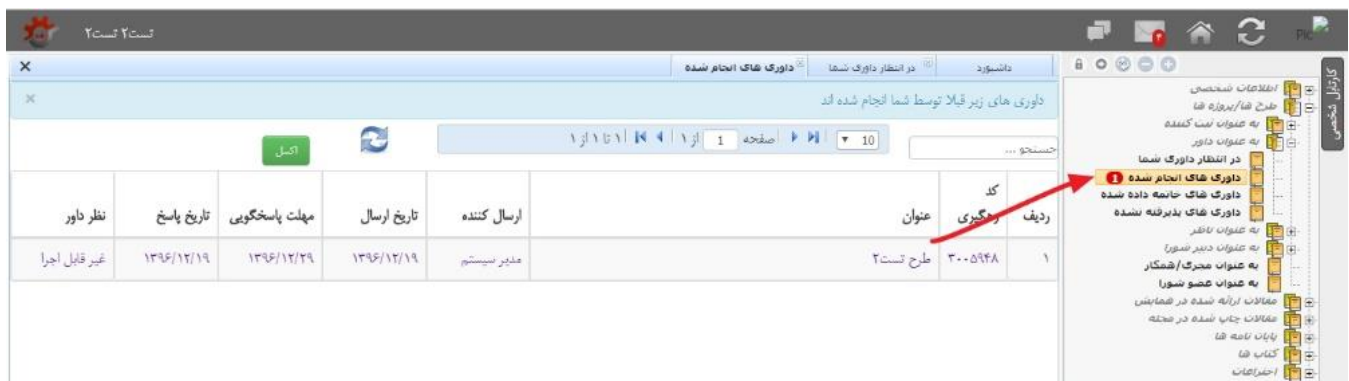 تست۲ تست۲
Pic
کارتابل شخصی
داشبورد
در انتظار داوری شما
داوری های انجام شده
داوری های زیر قبلا توسط شما انجام شده اند
جستجو ...
10
صفحه 1 از ۱
۱ تا ۱ از ۱
اکسل
ردیف کد رهگیری عنوان ارسال کننده تاریخ ارسال مهلت پاسخگویی تاریخ پاسخ نظر داور
۱ ۳۰۰۵۹۴۸ طرح تست۲ مدیر سیستم ۱۳۹۶/۱۲/۱۹ ۱۳۹۶/۱۲/۲۹ ۱۳۹۶/۱۲/۱۹ غیر قابل اجرا
اطلاعات شخصی
طرح ها/پروژه ها
به عنوان ثبت کننده
به عنوان داور
در انتظار داوری شما
داوری های انجام شده 1
داوری های خاتمه داده شده
داوری های پذیرفته نشده
به عنوان ناظر
به عنوان دبیر شورا
به عنوان مجری/همکار
به عنوان عضو شورا
مقالات ارائه شده در همایش
مقالات چاپ شده در مجله
پایان نامه ها
کتاب ها
اختراعات